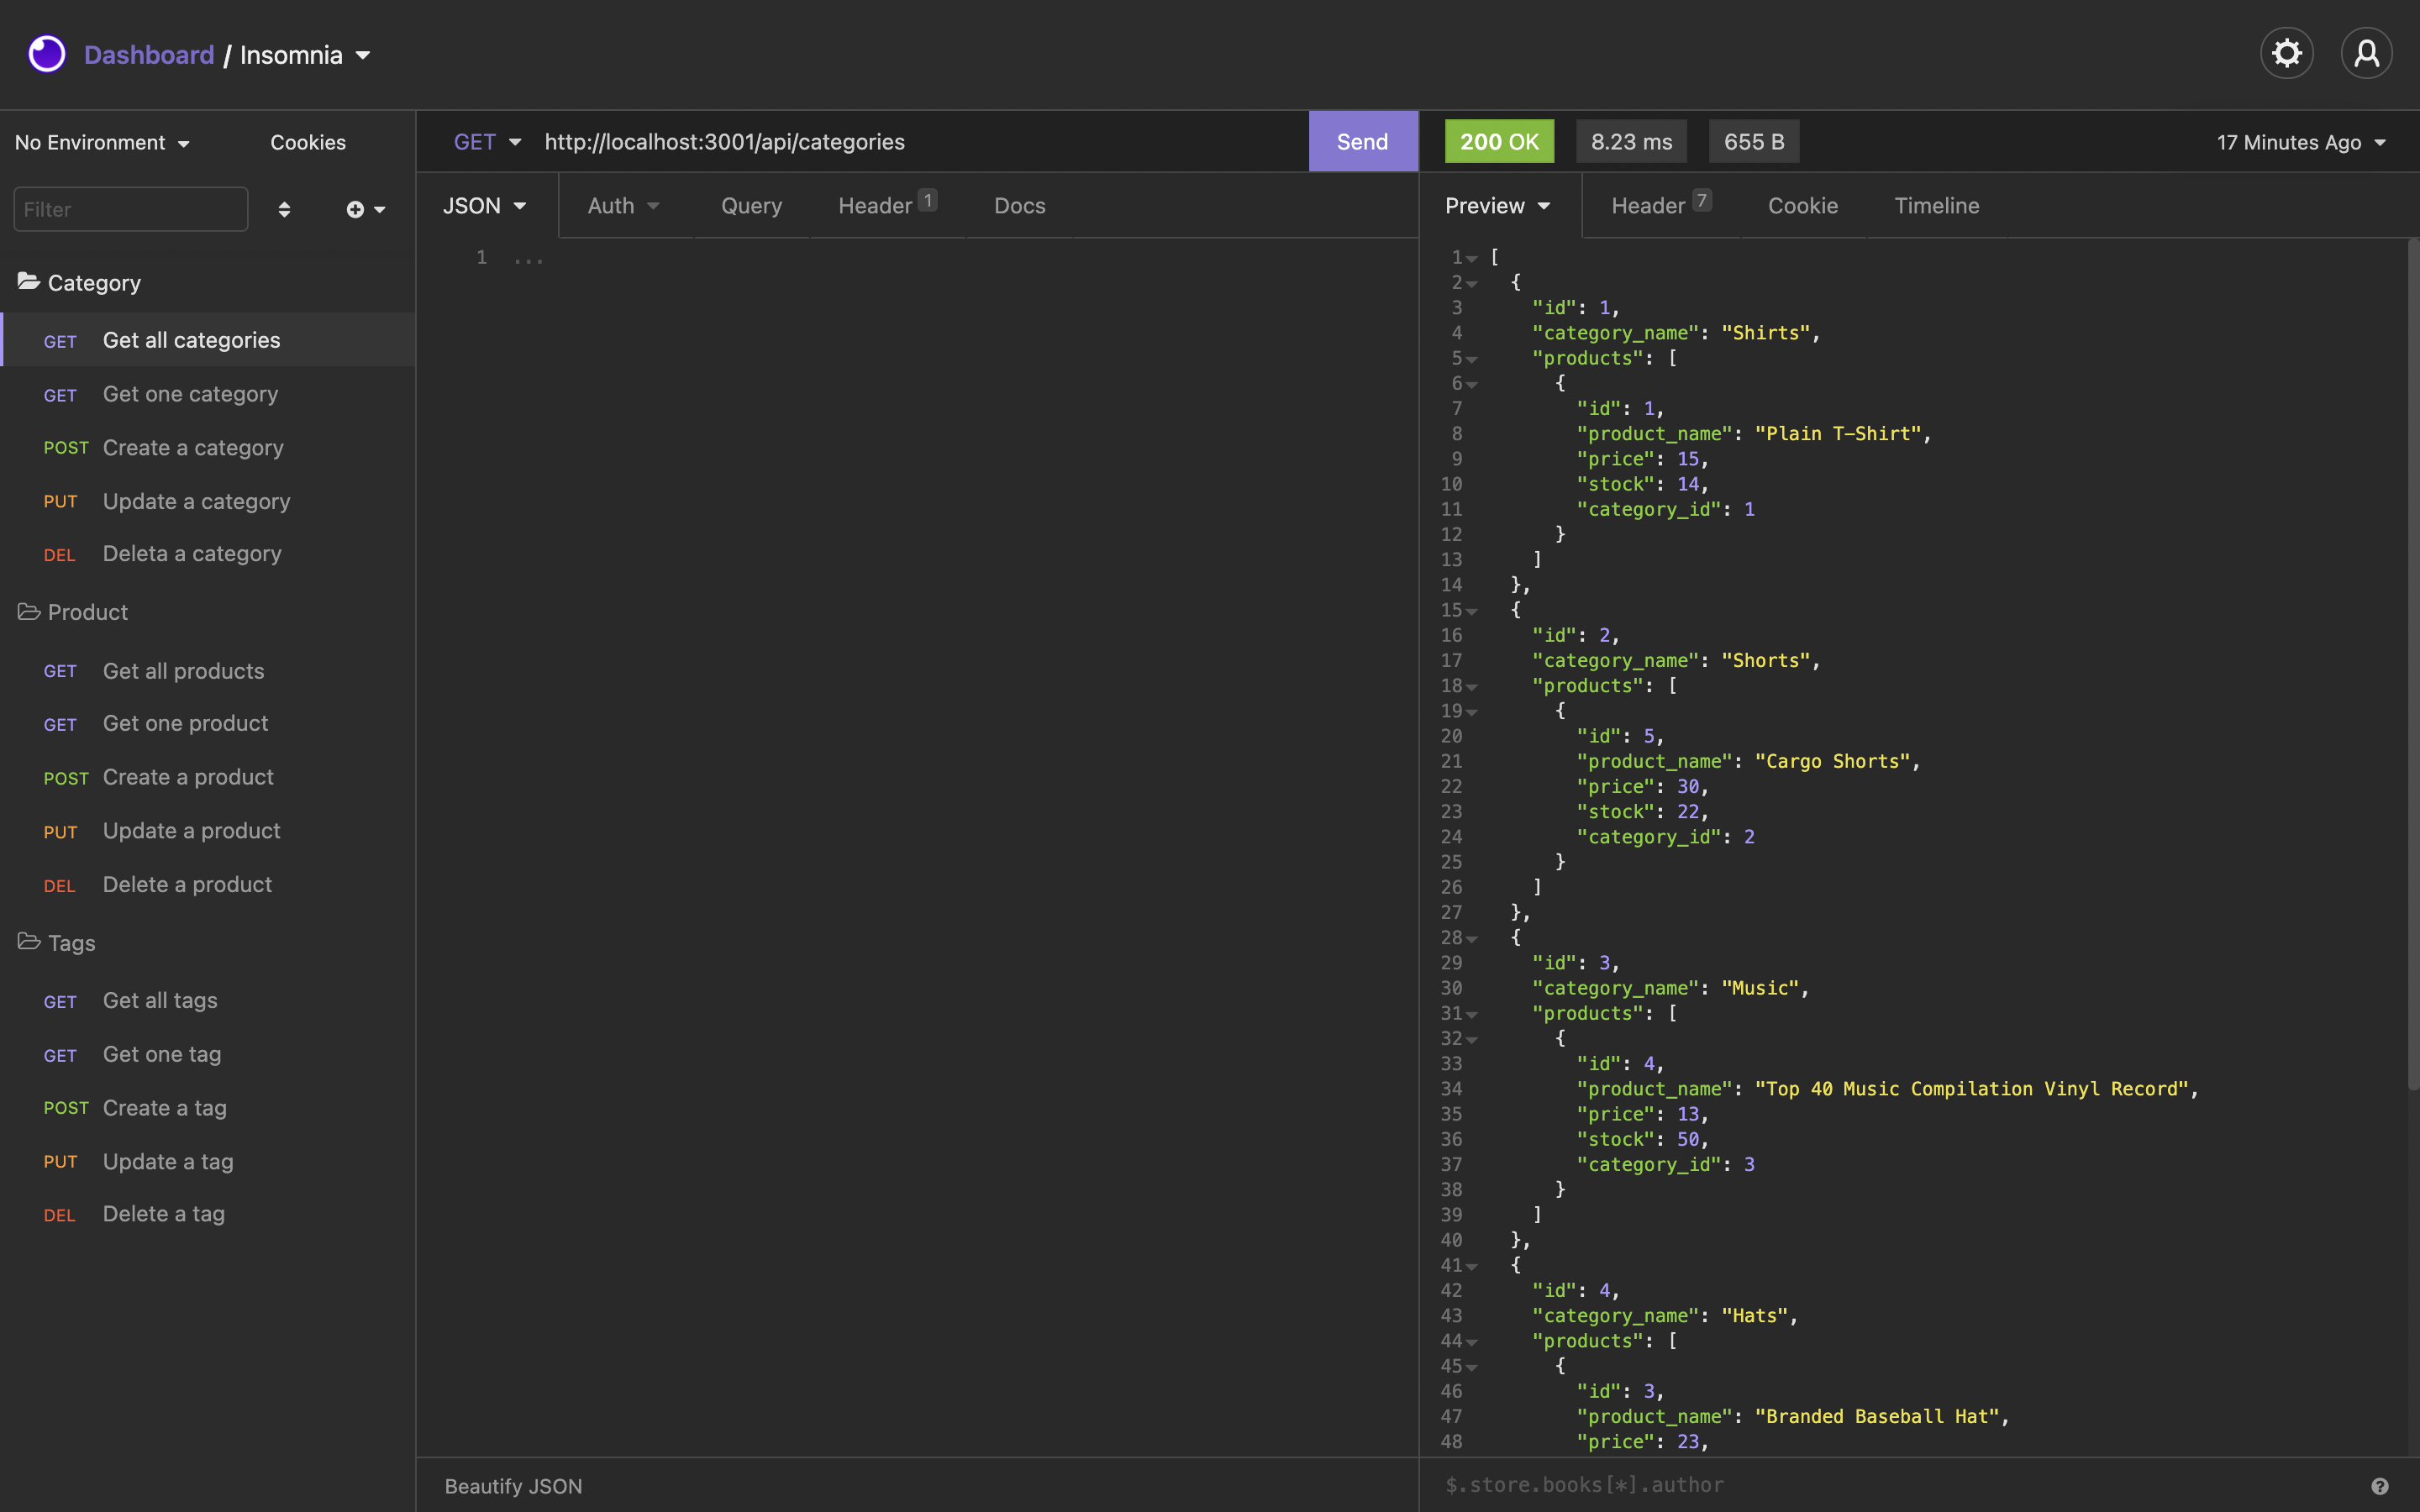 Dashboard / Insomnia
No Environment
Cookies
Filter
Category
GET Get all categories
GET Get one category
POST Create a category
PUT Update a category
DEL Deleta a category
Product
GET Get all products
GET Get one product
POST Create a product
PUT Update a product
DEL Delete a product
Tags
GET Get all tags
GET Get one tag
POST Create a tag
PUT Update a tag
DEL Delete a tag
GET http://localhost:3001/api/categories Send
JSON Auth Query Header 1 Docs
1 ...
Beautify JSON
200 OK 8.23 ms 655 B 17 Minutes Ago
Preview Header 7 Cookie Timeline
1 [
2 {
3 "id": 1,
4 "category_name": "Shirts",
5 "products": [
6 {
7 "id": 1,
8 "product_name": "Plain T-Shirt",
9 "price": 15,
10 "stock": 14,
11 "category_id": 1
12 }
13 ]
14 },
15 {
16 "id": 2,
17 "category_name": "Shorts",
18 "products": [
19 {
20 "id": 5,
21 "product_name": "Cargo Shorts",
22 "price": 30,
23 "stock": 22,
24 "category_id": 2
25 }
26 ]
27 },
28 {
29 "id": 3,
30 "category_name": "Music",
31 "products": [
32 {
33 "id": 4,
34 "product_name": "Top 40 Music Compilation Vinyl Record",
35 "price": 13,
36 "stock": 50,
37 "category_id": 3
38 }
39 ]
40 },
41 {
42 "id": 4,
43 "category_name": "Hats",
44 "products": [
45 {
46 "id": 3,
47 "product_name": "Branded Baseball Hat",
48 "price": 23,
$.store.books[*].author